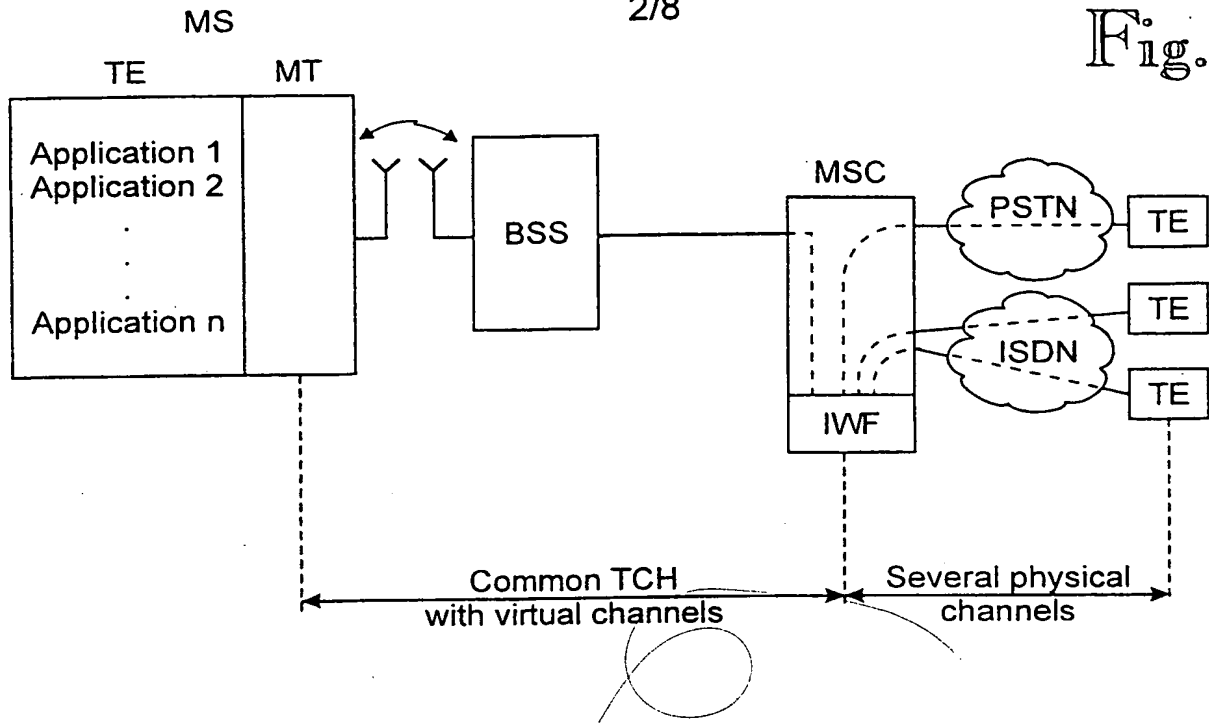 2/8
Fig.
MS
TE MT
Application 1
Application 2
.
.
.
Application n
BSS
MSC
IWF
PSTN
ISDN
TE
TE
TE
Common TCH
with virtual channels
Several physical
channels